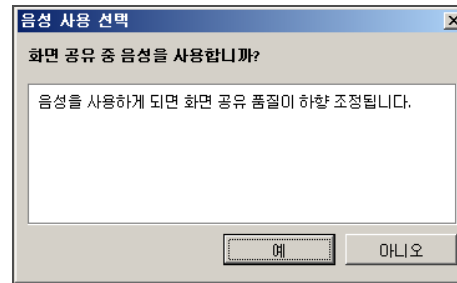 음성 사용 선택
화면 공유 중 음성을 사용합니까?
음성을 사용하게 되면 화면 공유 품질이 하향 조정됩니다.
예
아니오